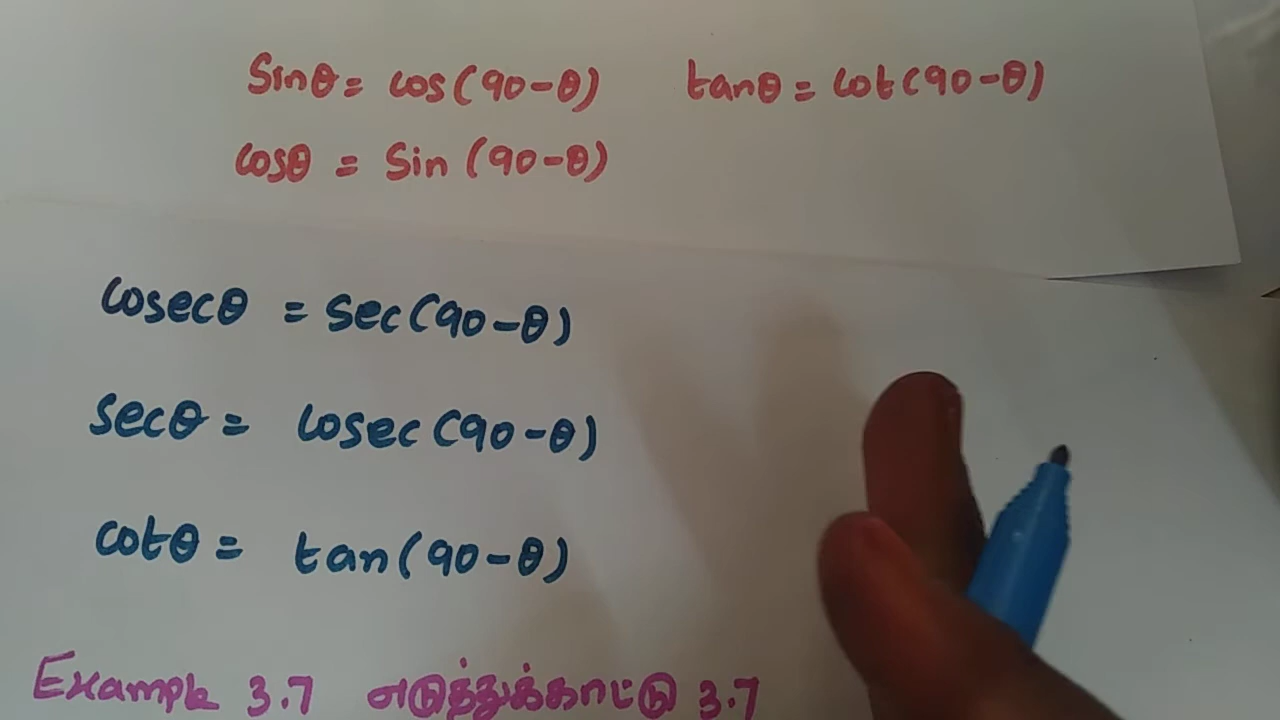 Sinθ = cos(90-θ) tanθ = cot(90-θ)
cosθ = Sin (90-θ)
cosecθ = sec(90-θ)
secθ = cosec(90-θ)
cotθ = tan(90-θ)
Example 3.7 எடுத்துக்காட்டு 3.7